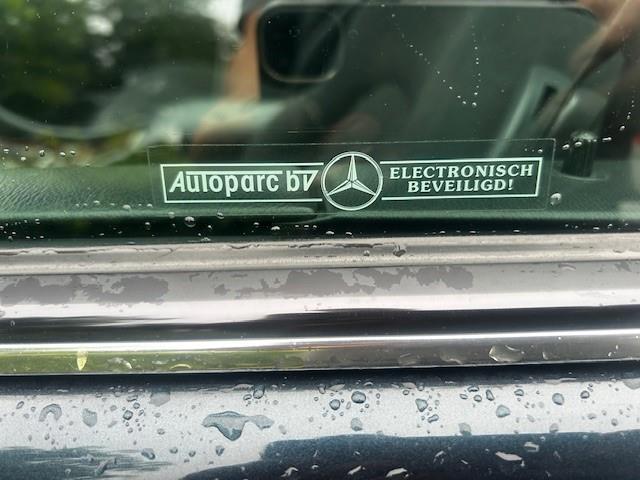 Autoparc bv
ELECTRONISCH
BEVEILIGD!